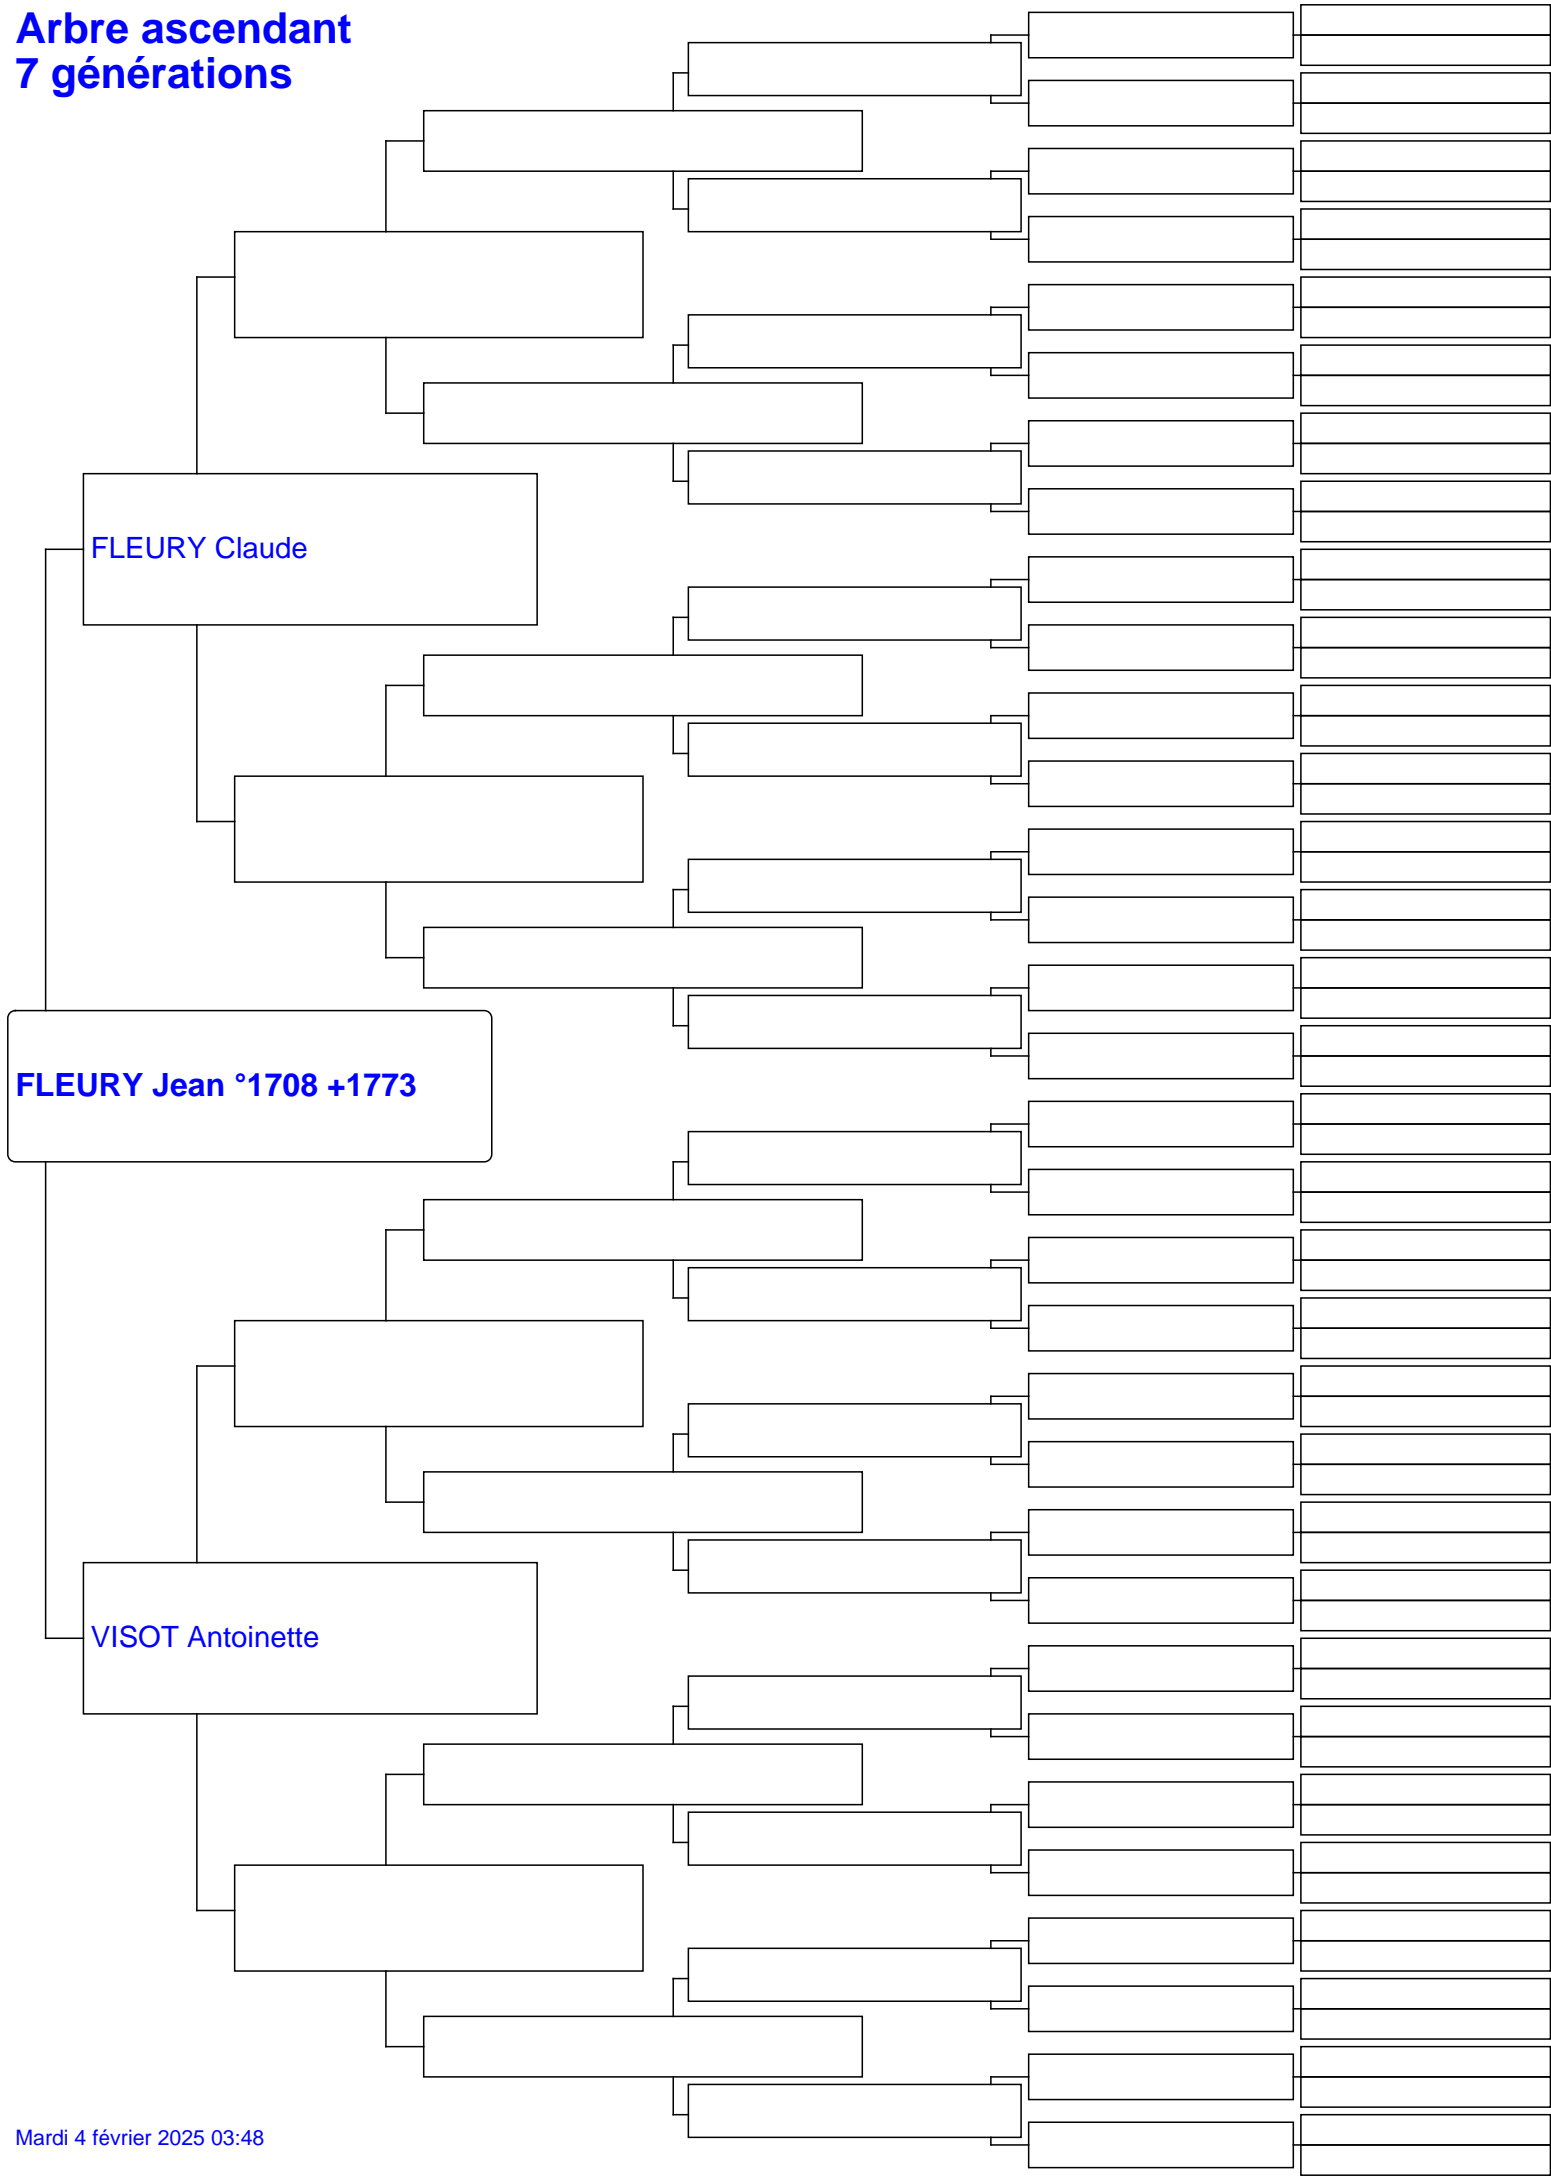 Arbre ascendant
7 générations
FLEURY Claude
FLEURY Jean °1708 +1773
VISOT Antoinette
Mardi 4 février 2025 03:48